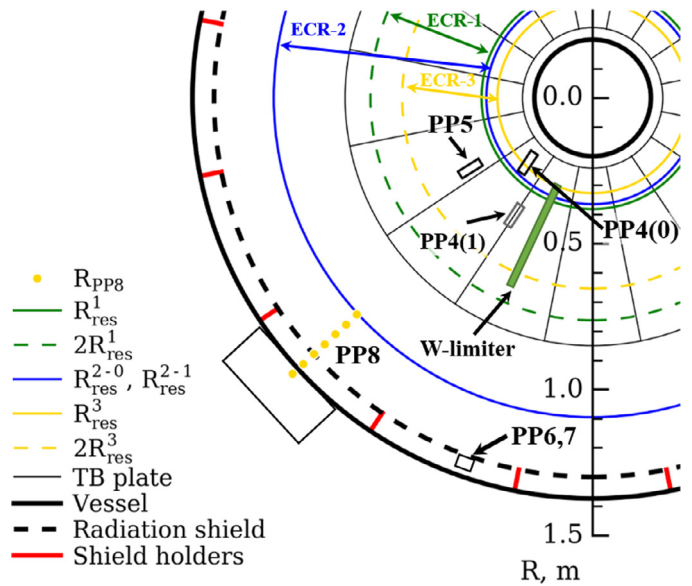 ECR-1
ECR-2
ECR-3
0.0
PP5
PP4(0)
PP4(1)
0.5
W-limiter
PP8
1.0
PP6,7
1.5
R, m
R_PP8
R^1_res
2R^1_res
R^2-0_res , R^2-1_res
R^3_res
2R^3_res
TB plate
Vessel
Radiation shield
Shield holders